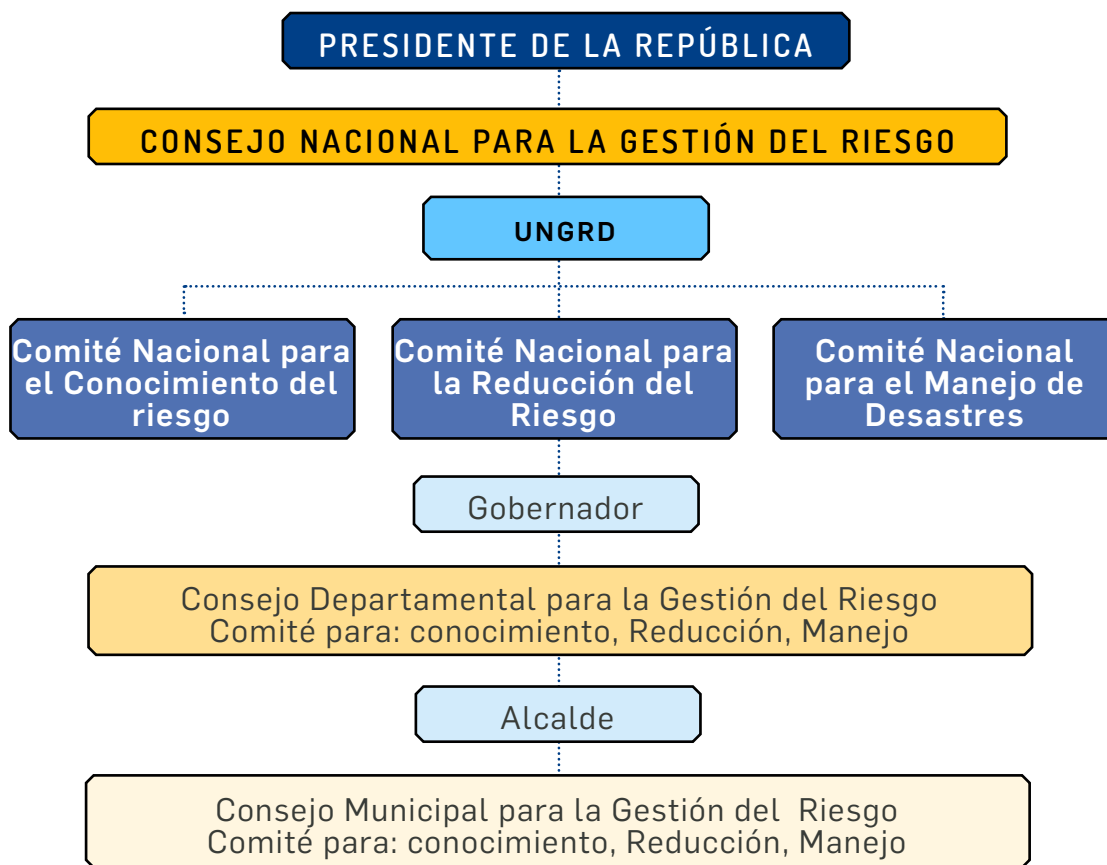 PRESIDENTE DE LA REPÚBLICA
CONSEJO NACIONAL PARA LA GESTIÓN DEL RIESGO
UNGRD
Comité Nacional para
el Conocimiento del
riesgo
Comité Nacional para
la Reducción del
Riesgo
Comité Nacional
para el Manejo de
Desastres
Gobernador
Consejo Departamental para la Gestión del Riesgo
Comité para: conocimiento, Reducción, Manejo
Alcalde
Consejo Municipal para la Gestión del  Riesgo
Comité para: conocimiento, Reducción, Manejo